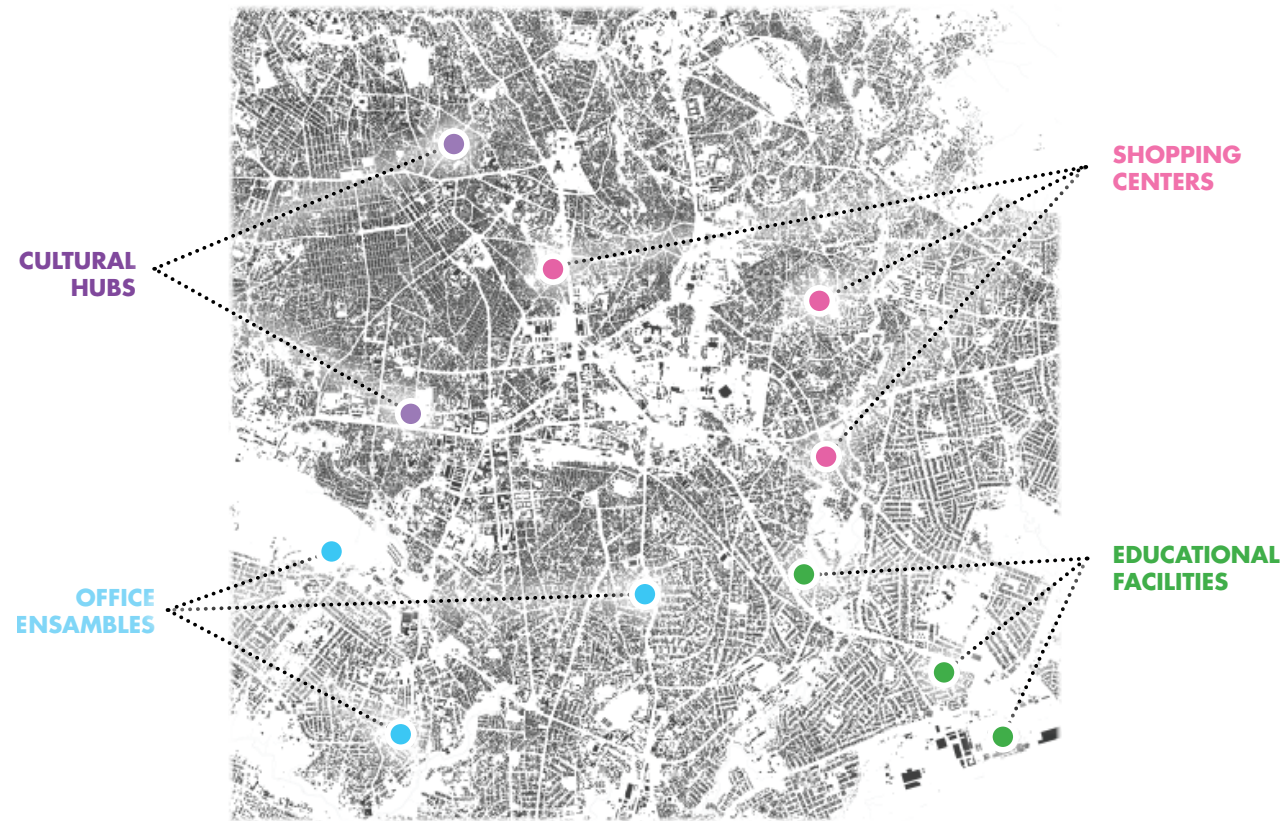 SHOPPING
CENTERS
CULTURAL
HUBS
EDUCATIONAL
FACILITIES
OFFICE
ENSAMBLES